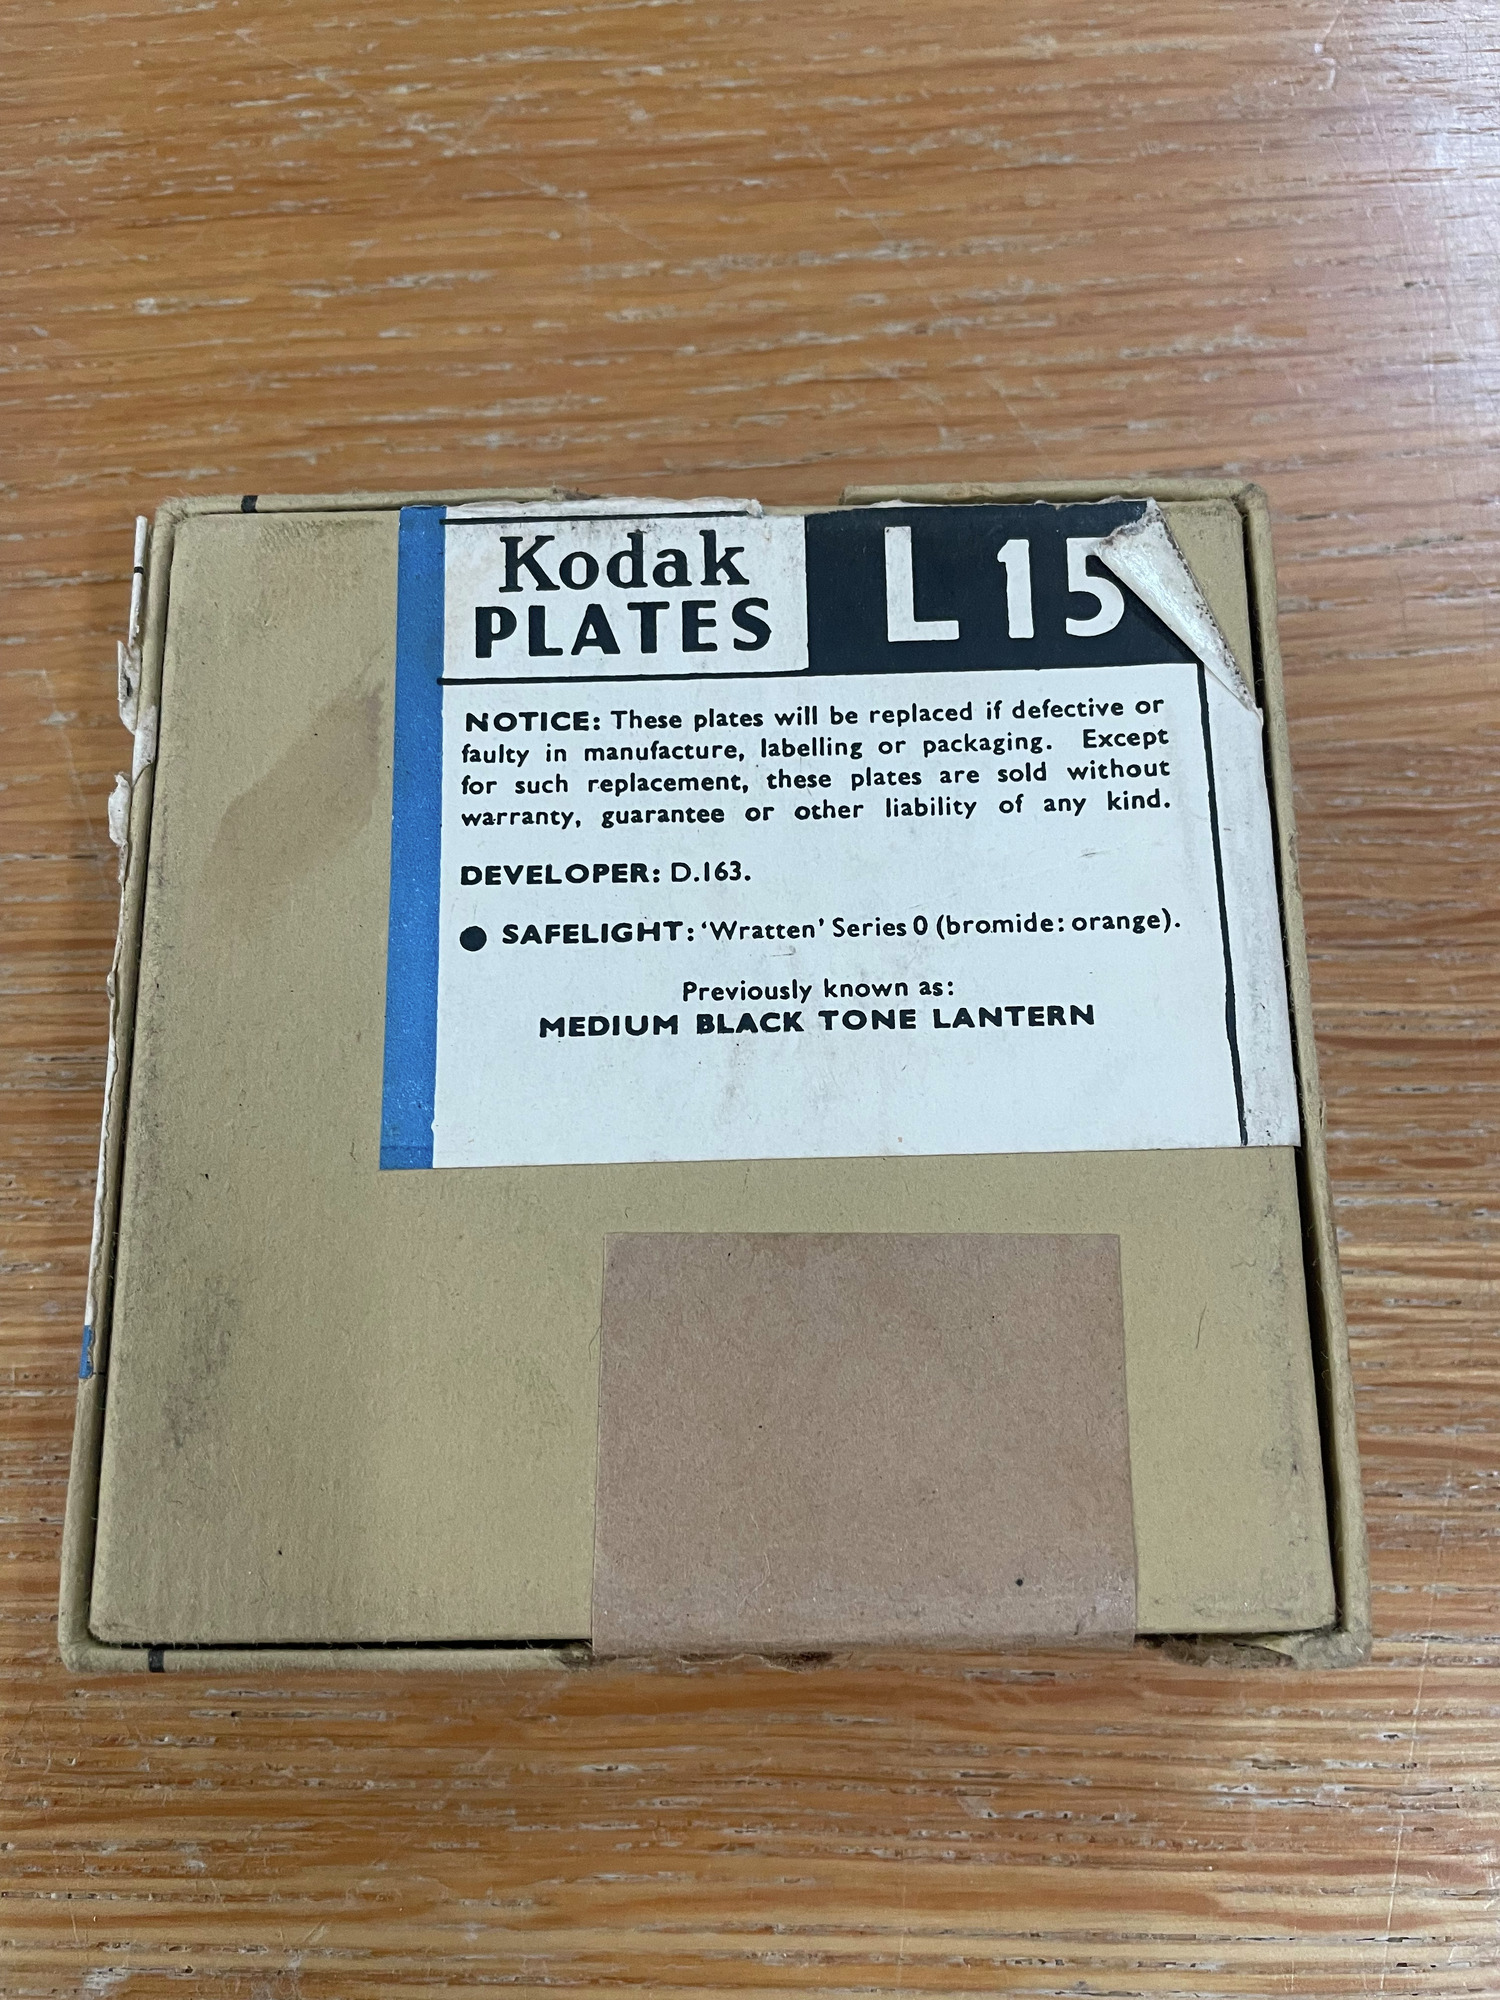 Kodak
PLATES
L 15
NOTICE: These plates will be replaced if defective or
faulty in manufacture, labelling or packaging. Except
for such replacement, these plates are sold without
warranty, guarantee or other liability of any kind.
DEVELOPER: D.163.
● SAFELIGHT: ‘Wratten’ Series 0 (bromide: orange).
Previously known as:
MEDIUM BLACK TONE LANTERN